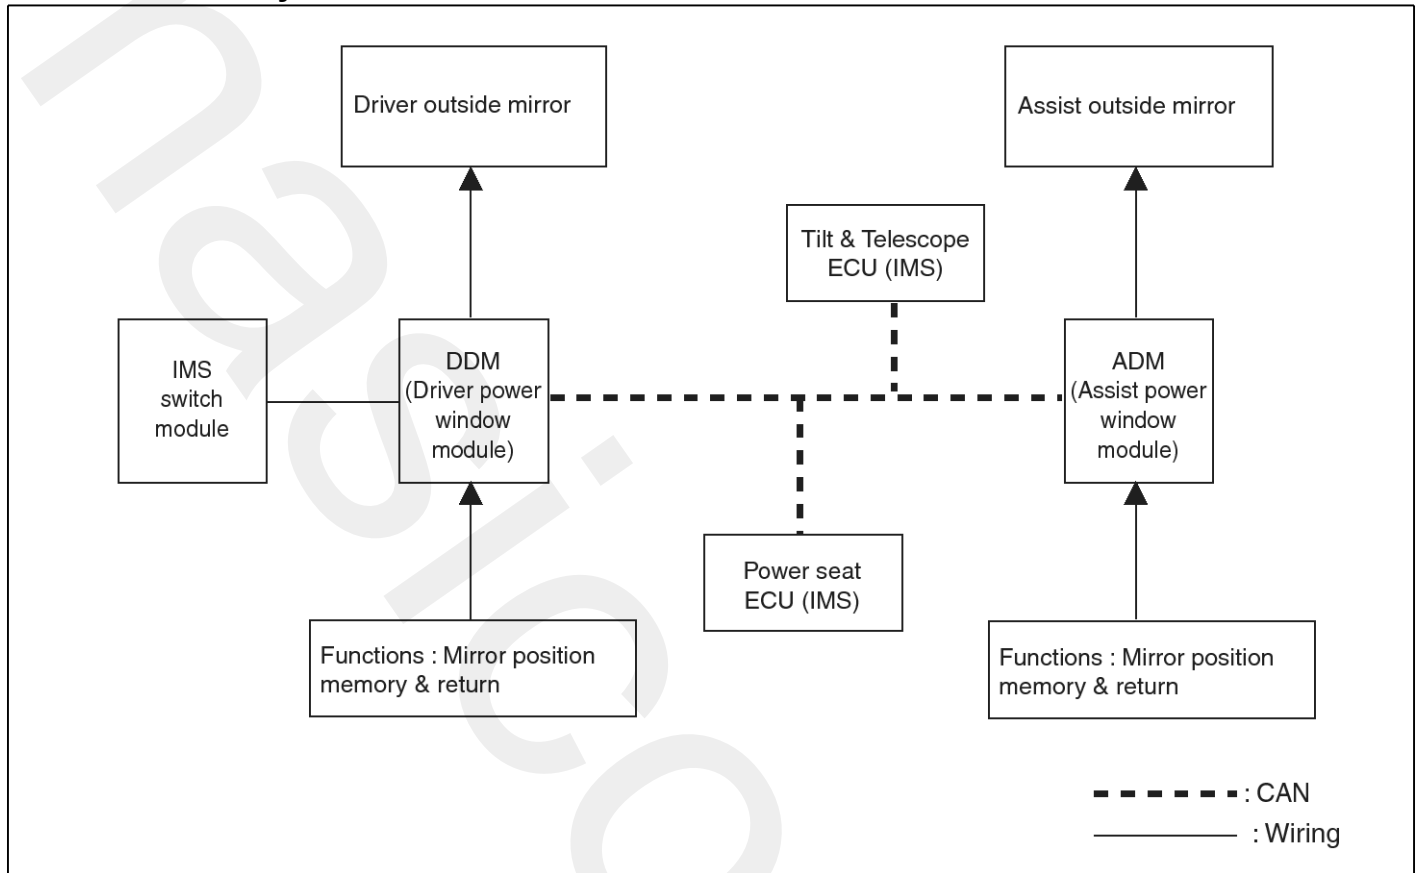 Driver outside mirror
Assist outside mirror
Tilt & Telescope
ECU (IMS)
IMS
switch
module
DDM
(Driver power
window
module)
ADM
(Assist power
window
module)
Power seat
ECU (IMS)
Functions : Mirror position
memory & return
Functions : Mirror position
memory & return
: CAN
: Wiring